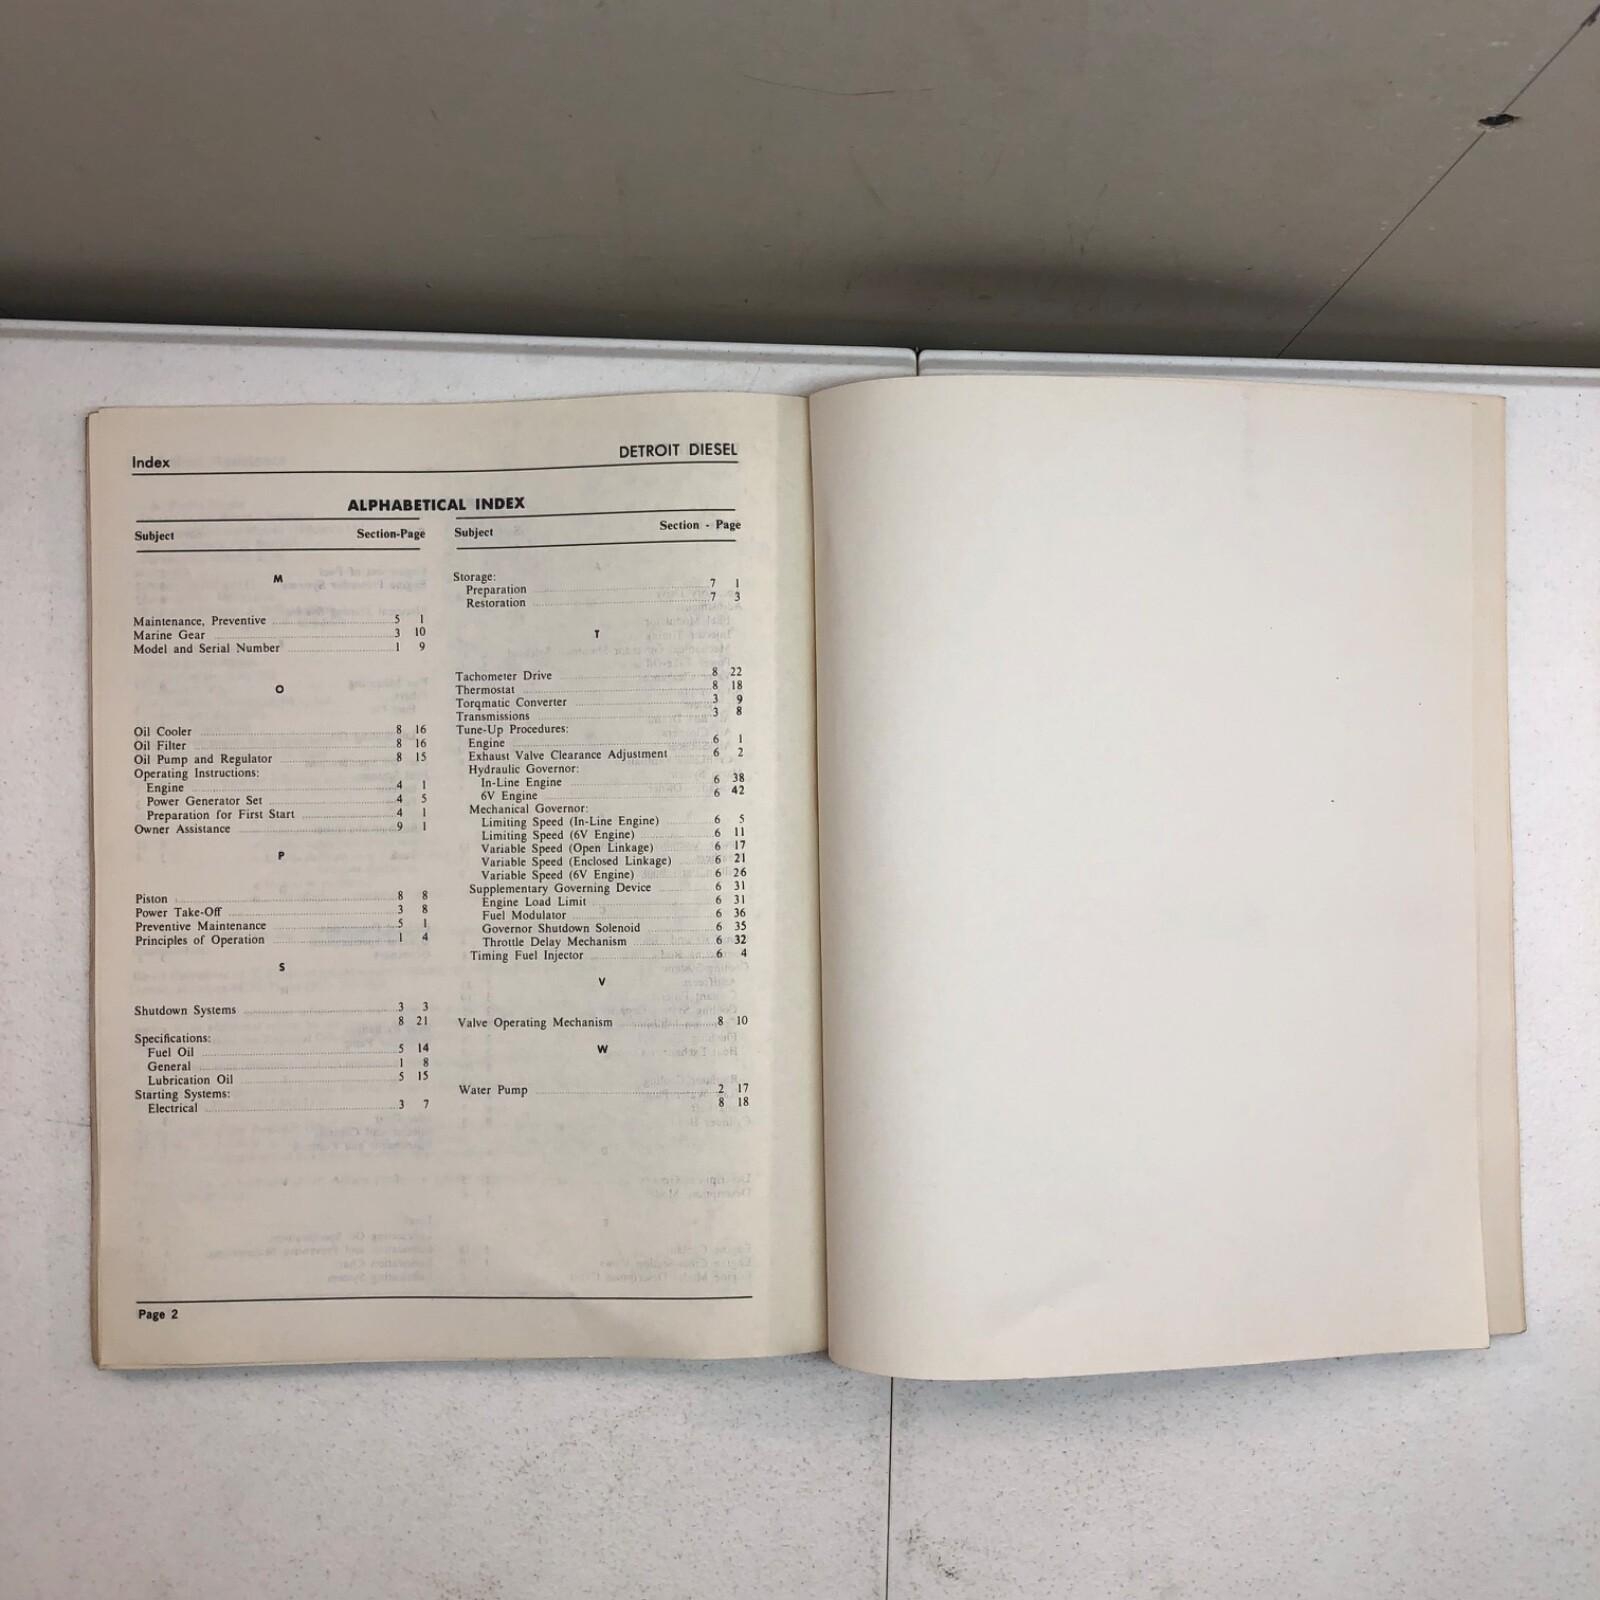 Index
DETROIT DIESEL
ALPHABETICAL INDEX
Subject Section-Page
M
Maintenance, Preventive 5 1
Marine Gear 3 10
Model and Serial Number 1 9
O
Oil Cooler 8 16
Oil Filter 8 16
Oil Pump and Regulator 8 15
Operating Instructions:
Engine 4 1
Power Generator Set 4 5
Preparation for First Start 4 1
Owner Assistance 9 1
P
Piston 8 8
Power Take-Off 3 8
Preventive Maintenance 5 1
Principles of Operation 1 4
S
Shutdown Systems 3 3
8 21
Specifications:
Fuel Oil 5 14
General 1 8
Lubrication Oil 5 15
Starting Systems:
Electrical 3 7
Subject Section - Page
Storage:
Preparation 7 1
Restoration 7 3
T
Tachometer Drive 8 22
Thermostat 8 18
Torqmatic Converter 3 9
Transmissions 3 8
Tune-Up Procedures:
Engine 6 1
Exhaust Valve Clearance Adjustment 6 2
Hydraulic Governor:
In-Line Engine 6 38
6V Engine 6 42
Mechanical Governor:
Limiting Speed (In-Line Engine) 6 5
Limiting Speed (6V Engine) 6 11
Variable Speed (Open Linkage) 6 17
Variable Speed (Enclosed Linkage) 6 21
Variable Speed (6V Engine) 6 26
Supplementary Governing Device 6 31
Engine Load Limit 6 31
Fuel Modulator 6 36
Governor Shutdown Solenoid 6 35
Throttle Delay Mechanism 6 32
Timing Fuel Injector 6 4
V
Valve Operating Mechanism 8 10
W
Water Pump 2 17
8 18
Page 2